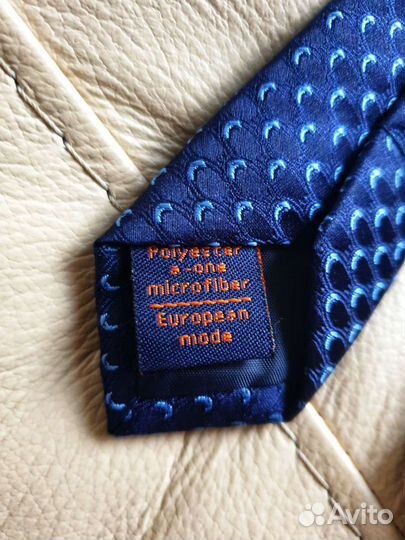 Polyester
a-one
microfiber
European
mode
Avito